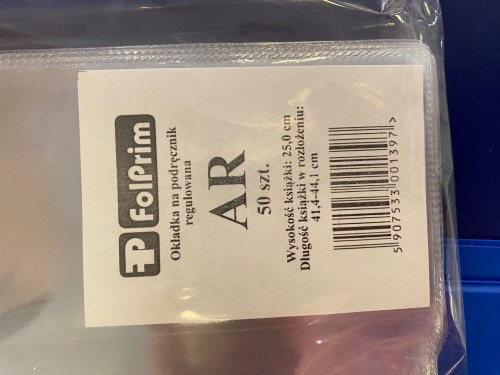 FP FolPrim
Okładka na podręcznik
regulowana
AR
50 szt.
Wysokość książki: 25,0 cm
Długość książki w rozłożeniu:
41,4-44,1 cm
5 907533 001397 >